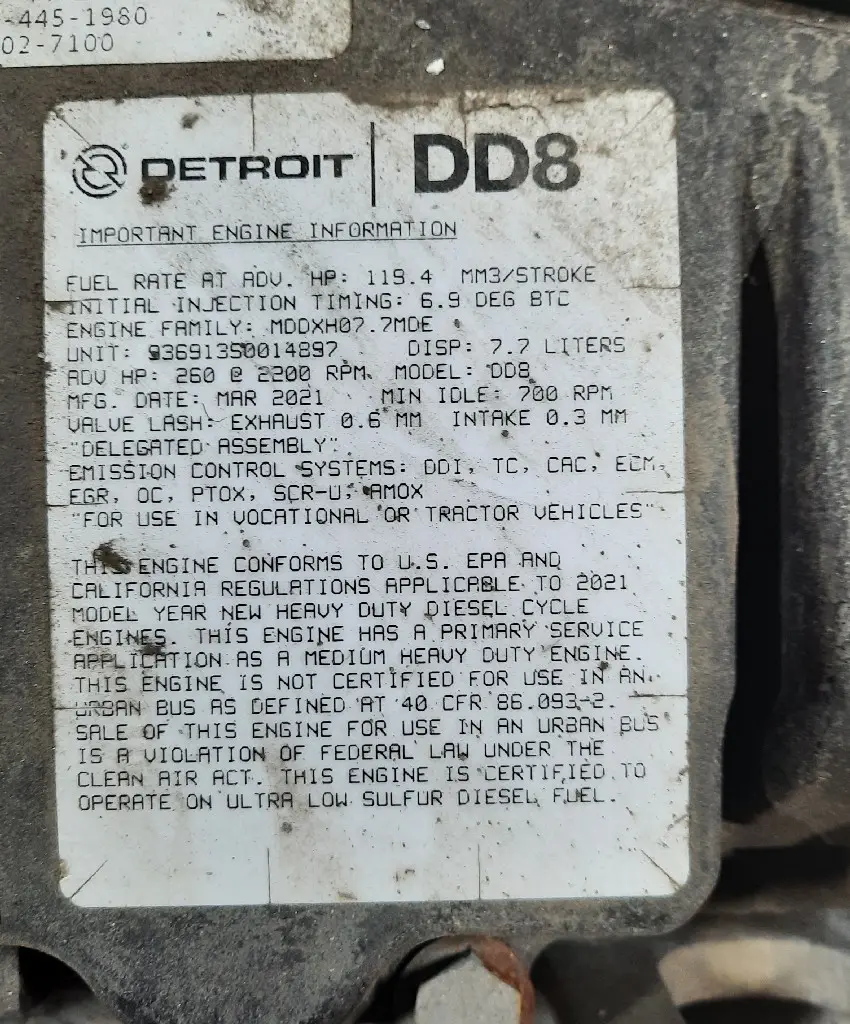 -445-1980
02-7100
DETROIT DD8
IMPORTANT ENGINE INFORMATION
FUEL RATE AT ADV. HP: 119.4 MM3/STROKE
INITIAL INJECTION TIMING: 6.9 DEG BTC
ENGINE FAMILY: MDDXH07.7MDE
UNIT: 936913S0014897 DISP: 7.7 LITERS
ADV HP: 260 @ 2200 RPM MODEL: DD8
MFG. DATE: MAR 2021 MIN IDLE: 700 RPM
VALVE LASH: EXHAUST 0.6 MM INTAKE 0.3 MM
"DELEGATED ASSEMBLY"
EMISSION CONTROL SYSTEMS: DDI, TC, CAC, ECM,
EGR, OC, PTOX, SCR-U, AMOX
"FOR USE IN VOCATIONAL OR TRACTOR VEHICLES"
THIS ENGINE CONFORMS TO U.S. EPA AND
CALIFORNIA REGULATIONS APPLICABLE TO 2021
MODEL YEAR NEW HEAVY DUTY DIESEL CYCLE
ENGINES. THIS ENGINE HAS A PRIMARY SERVICE
APPLICATION AS A MEDIUM HEAVY DUTY ENGINE.
THIS ENGINE IS NOT CERTIFIED FOR USE IN AN
URBAN BUS AS DEFINED AT 40 CFR 86.093-2.
SALE OF THIS ENGINE FOR USE IN AN URBAN BUS
IS A VIOLATION OF FEDERAL LAW UNDER THE
CLEAN AIR ACT. THIS ENGINE IS CERTIFIED TO
OPERATE ON ULTRA LOW SULFUR DIESEL FUEL.